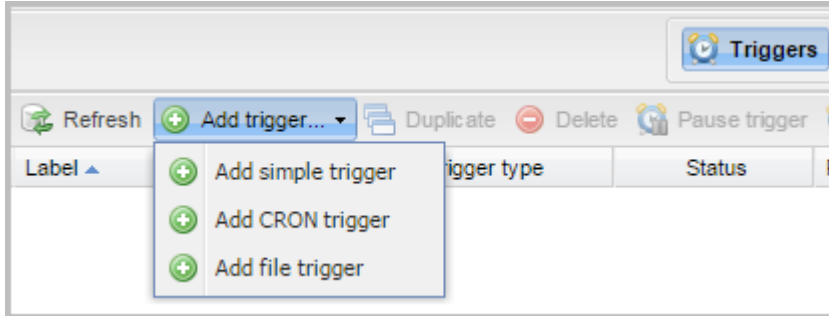 Triggers
Refresh Add trigger... Duplicate Delete Pause trigger
Label rigger type Status
Add simple trigger
Add CRON trigger
Add file trigger